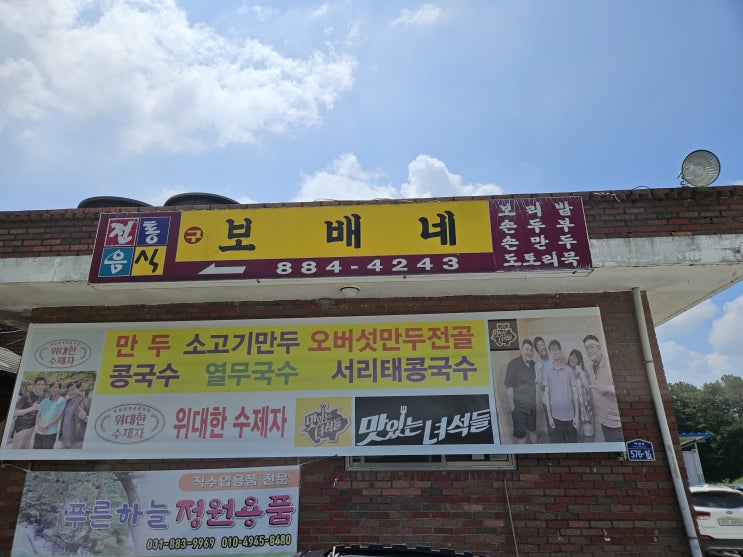 전통
음식
구 보배네
884-4243
보리밥
손두부
손만두
도토리묵
만두 소고기만두 오버섯만두전골
콩국수 열무국수 서리태콩국수
위대한
수제자
위대한
수제자
위대한 수제자
맛있는
녀석들
맛있는 녀석들
576-16
직수입용품 전문
푸른하늘 정원용품
031-883-9969 010-4945-8480